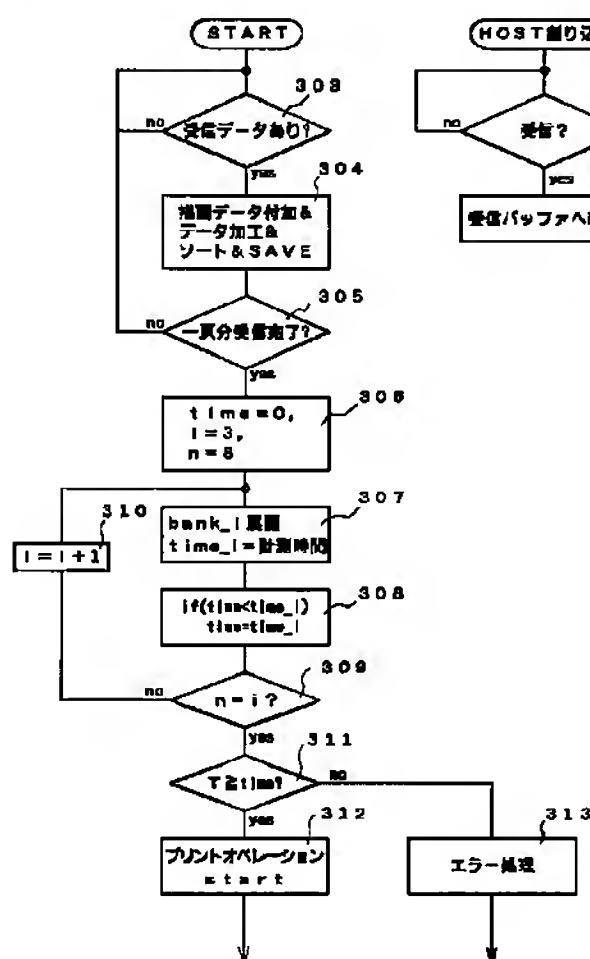 START
303
受信データあり?
no
yes
304
描画データ付加&
データ加工&
ソート&SAVE
305
一頁分受信完了?
no
yes
306
time=0,
i=3,
n=8
307
bank_i展開
time_i=計測時間
310
i=i+1
308
if(time<time_i)
time=time_i
309
n=i?
no
yes
311
T≧time?
no
yes
312
プリントオペレーション
start
313
エラー処理
HOST割り込
受信?
no
yes
受信バッファへ